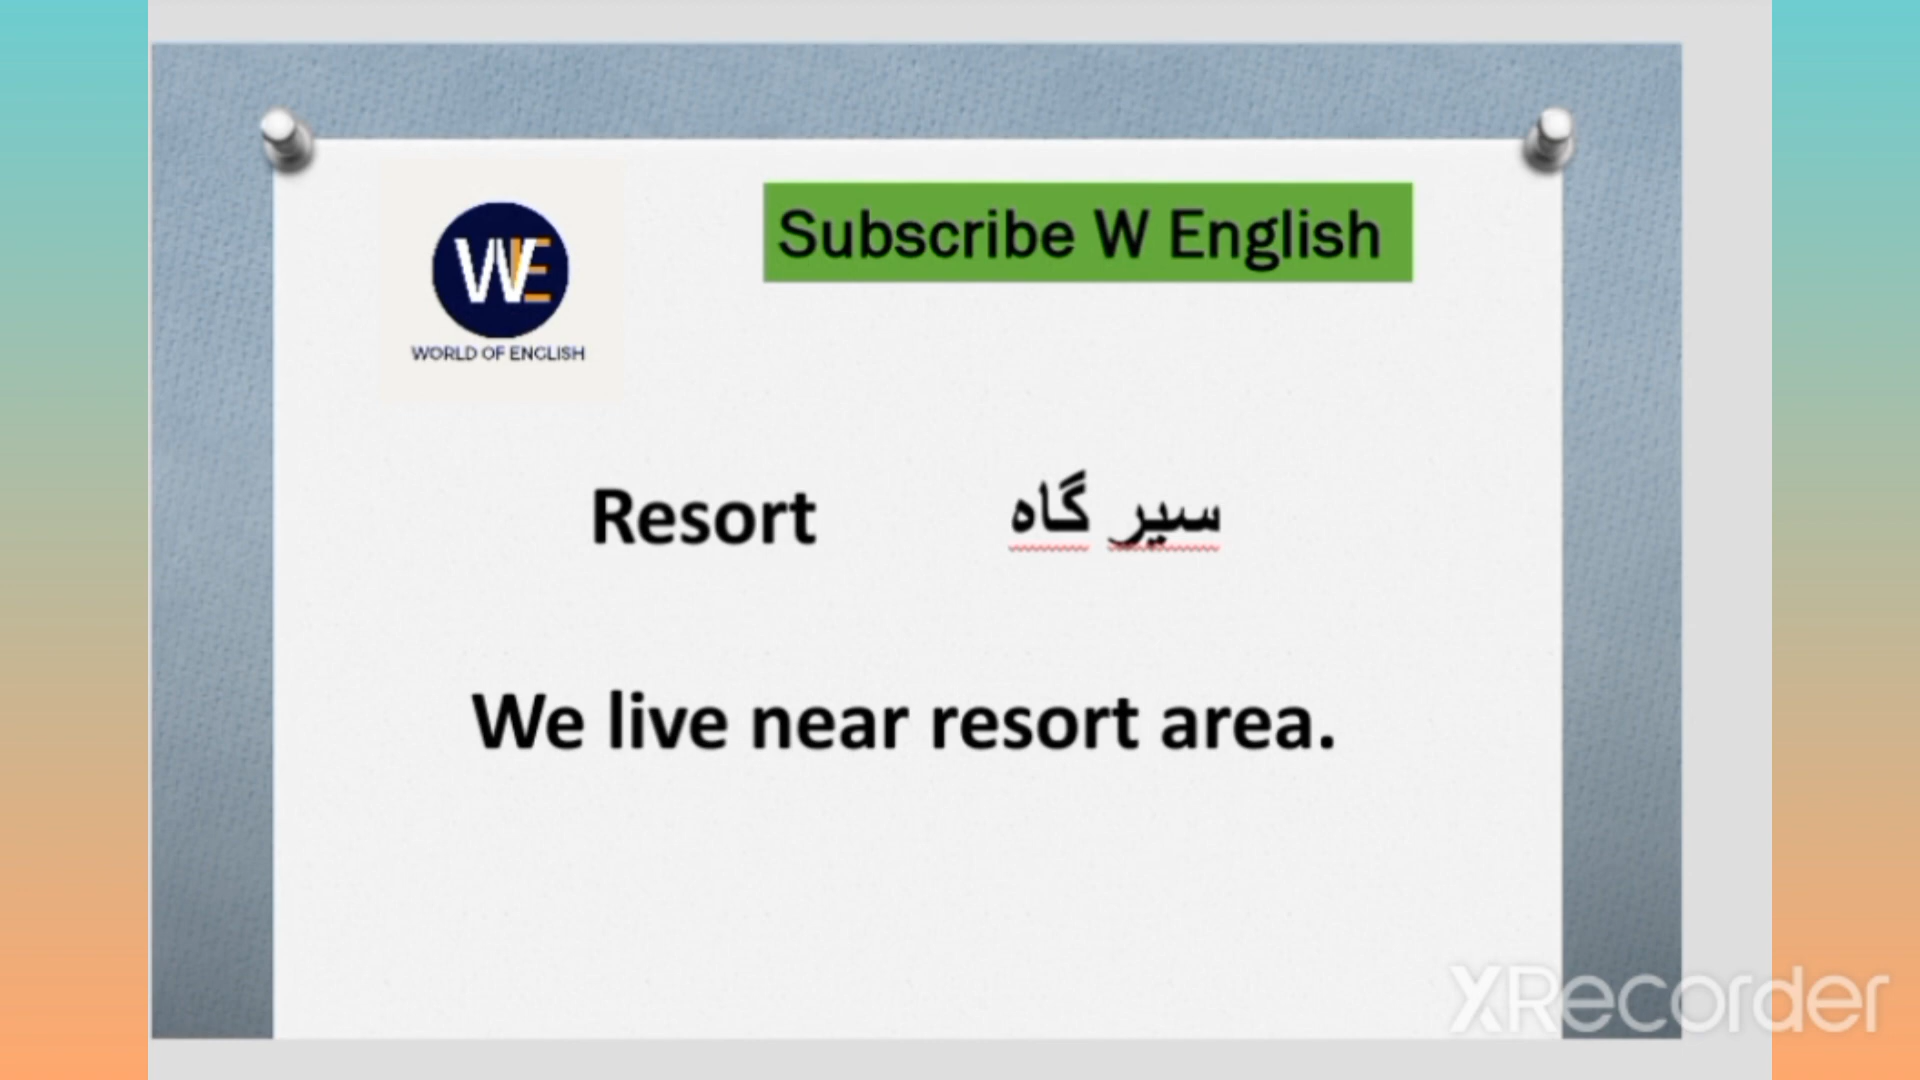 WE
WORLD OF ENGLISH
Subscribe W English
Resort سیر گاہ
We live near resort area.
XRecorder